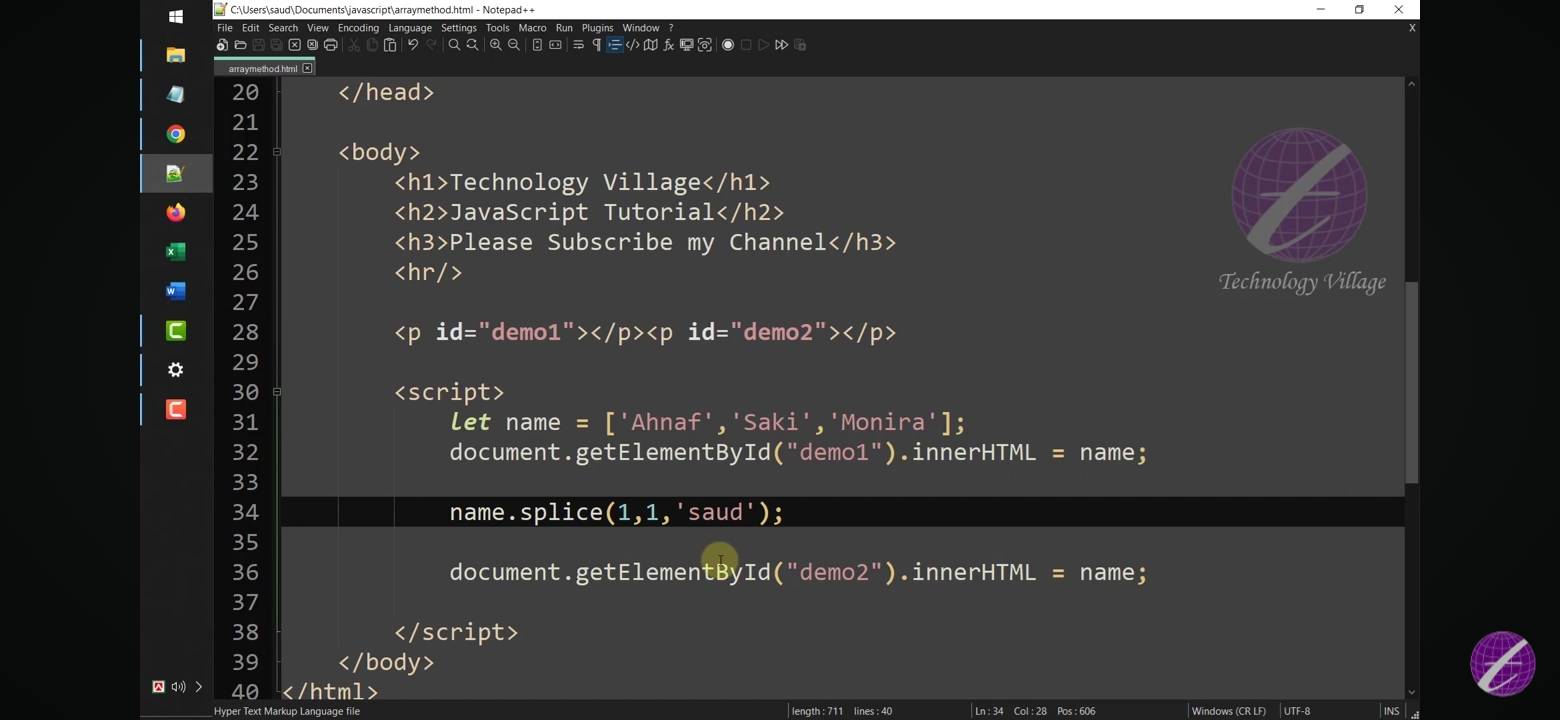 C:\Users\saud\Documents\javascript\arraymethod.html - Notepad++
File Edit Search View Encoding Language Settings Tools Macro Run Plugins Window ? X
arraymethod.html
20 </head>
21
22 <body>
23 <h1>Technology Village</h1>
24 <h2>JavaScript Tutorial</h2>
25 <h3>Please Subscribe my Channel</h3>
26 <hr/>
27
28 <p id="demo1"></p><p id="demo2"></p>
29
30 <script>
31 let name = ['Ahnaf','Saki','Monira'];
32 document.getElementById("demo1").innerHTML = name;
33
34 name.splice(1,1,'saud');
35
36 document.getElementById("demo2").innerHTML = name;
37
38 </script>
39 </body>
40 </html>
Technology Village
Hyper Text Markup Language file length : 711 lines : 40 Ln : 34 Col : 28 Pos : 606 Windows (CR LF) UTF-8 INS